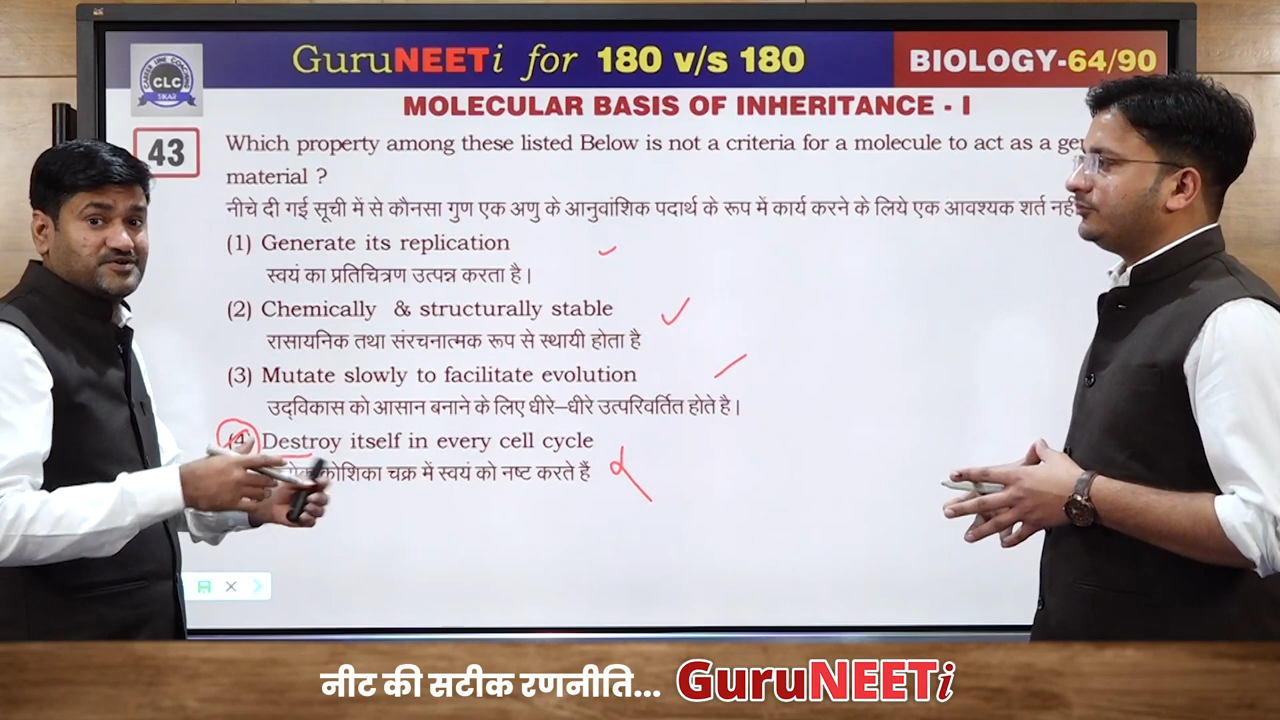 GuruNEETi for 180 v/s 180
BIOLOGY-64/90
CLC
SIKAR
MOLECULAR BASIS OF INHERITANCE - I
43
Which property among these listed Below is not a criteria for a molecule to act as a
material ?
नीचे दी गई सूची में से कौनसा गुण एक अणु के आनुवांशिक पदार्थ के रूप में कार्य करने के लिये एक आवश्यक शर्त
(1) Generate its replication
स्वयं का प्रतिचित्रण उत्पन्न करता है।
(2) Chemically & structurally stable
रासायनिक तथा संरचनात्मक रूप से स्थायी होता है
(3) Mutate slowly to facilitate evolution
उद्विकास को आसान बनाने के लिए धीरे–धीरे उत्परिवर्तित होते है।
(4) Destroy itself in every cell cycle
कोशिका चक्र में स्वयं को नष्ट करते हैं
नीट की सटीक रणनीति... GuruNEETi